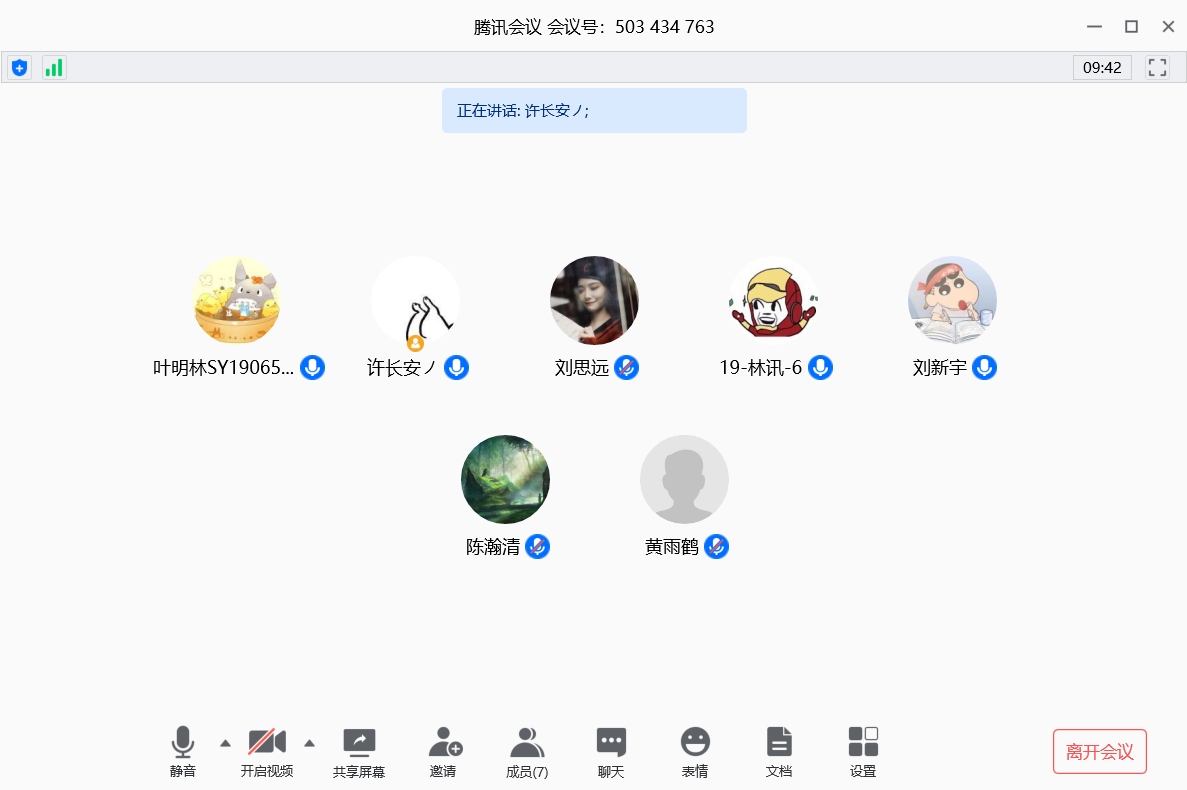 腾讯会议 会议号：503 434 763
09:42
正在讲话: 许长安ノ;
叶明林SY19065... 许长安ノ 刘思远 19-林讯-6 刘新宇
陈瀚清 黄雨鹤
静音 开启视频 共享屏幕 邀请 成员(7) 聊天 表情 文档 设置 离开会议